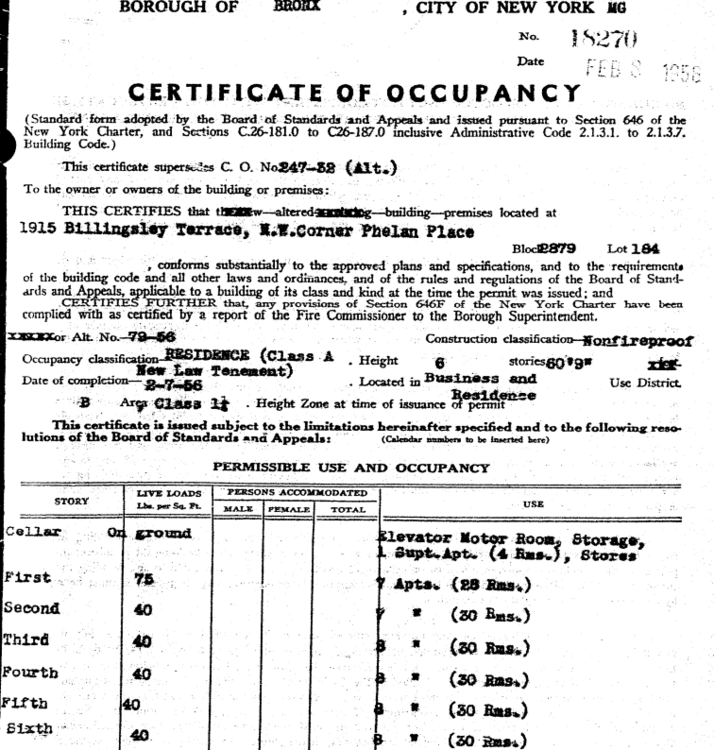 BOROUGH OF BRONX , CITY OF NEW YORK MG
No. 18270
Date FEB 8 1956
CERTIFICATE OF OCCUPANCY
(Standard form adopted by the Board of Standards and Appeals and issued pursuant to Section 646 of the
New York Charter, and Sections C.26-181.0 to C26-187.0 inclusive Administrative Code 2.1.3.1. to 2.1.3.7.
Building Code.)
This certificate supersedes C. O. No. 247-32 (Alt.)
To the owner or owners of the building or premises:
THIS CERTIFIES that the —altered— —building—premises located at
1915 Billingsley Terrace, N.W.Corner Phelan Place
Block 2879 Lot 184
, conforms substantially to the approved plans and specifications, and to the requirements
of the building code and all other laws and ordinances, and of the rules and regulations of the Board of Stand-
ards and Appeals, applicable to a building of its class and kind at the time the permit was issued; and
CERTIFIES FURTHER that, any provisions of Section 646F of the New York Charter have been
complied with as certified by a report of the Fire Commissioner to the Borough Superintendent.
or Alt. No.—79-56 Construction classification—Nonfireproof
Occupancy classification—RESIDENCE (Class A . Height 6 stories 60'9"
New Law Tenement)
Date of completion—2-7-56 . Located in Business and Use District.
Residence
B Area Class 1½ . Height Zone at time of issuance of permit
This certificate is issued subject to the limitations hereinafter specified and to the following reso-
lutions of the Board of Standards and Appeals: (Calendar numbers to be inserted here)
PERMISSIBLE USE AND OCCUPANCY
STORY LIVE LOADS Lbs. per Sq. Ft. PERSONS ACCOMMODATED MALE FEMALE TOTAL USE
Cellar On ground Elevator Motor Room, Storage,
1 Supt.Apt. (4 Rms.), Stores
First 75 7 Apts. (28 Rms.)
Second 40 7 " (30 Rms.)
Third 40 8 " (30 Rms.)
Fourth 40 8 " (30 Rms.)
Fifth 40 8 " (30 Rms.)
Sixth 40 8 " (30 Rms.)